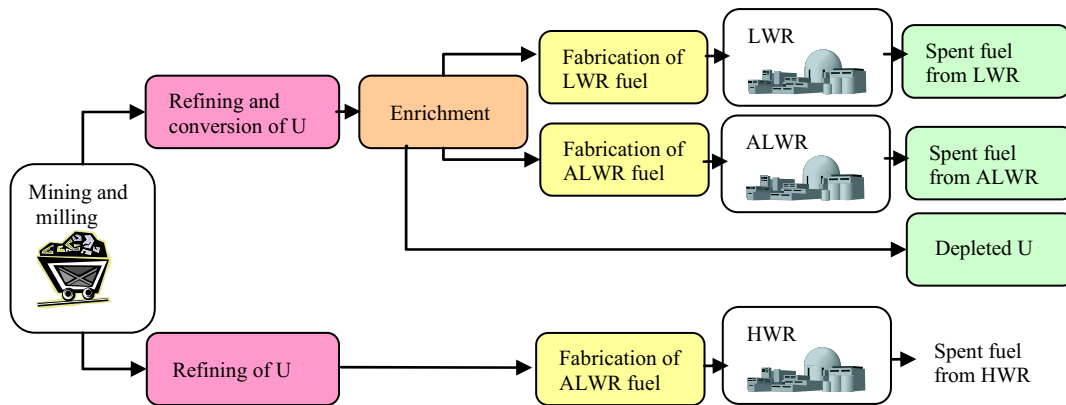 LWR
Fabrication of
LWR fuel
Spent fuel
from LWR
Refining and
conversion of U
Enrichment
ALWR
Fabrication of
ALWR fuel
Spent fuel
from ALWR
Mining and
milling
Depleted U
HWR
Refining of U
Fabrication of
ALWR fuel
Spent fuel
from HWR